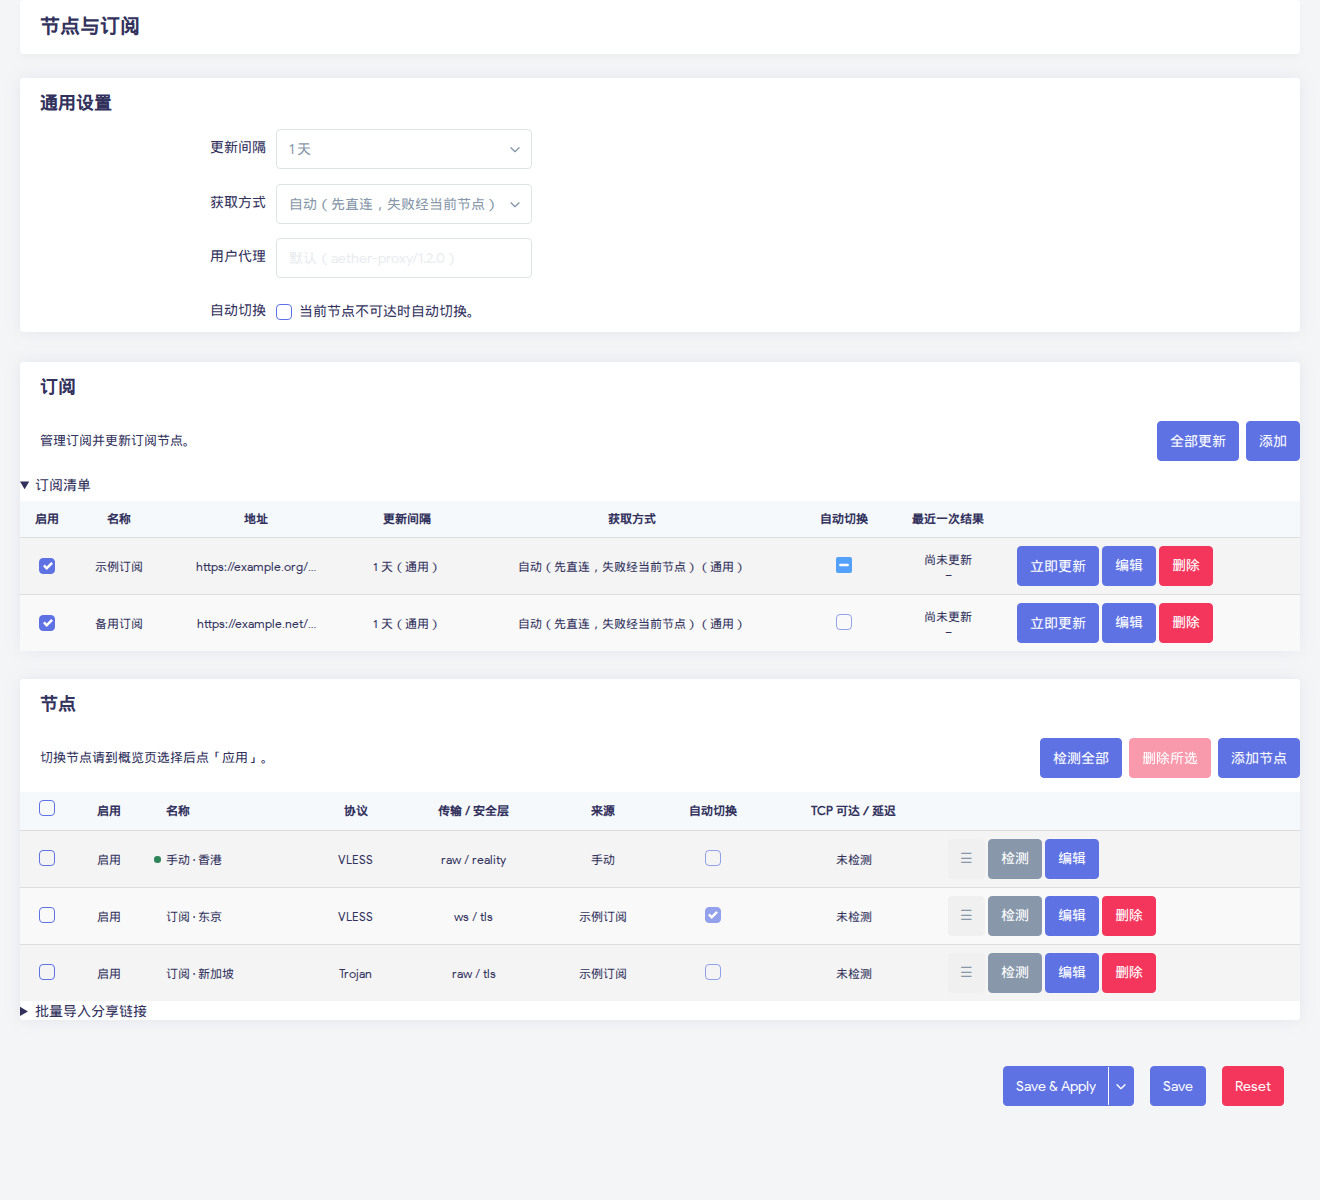 节点与订阅
通用设置
更新间隔 1 天
获取方式 自动（先直连，失败经当前节点）
用户代理 默认（aether-proxy/1.2.0）
自动切换 当前节点不可达时自动切换。
订阅
管理订阅并更新订阅节点。 全部更新 添加
▼ 订阅清单
启用 名称 地址 更新间隔 获取方式 自动切换 最近一次结果
示例订阅 https://example.org/... 1 天（通用） 自动（先直连，失败经当前节点）（通用） 尚未更新 – 立即更新 编辑 删除
备用订阅 https://example.net/... 1 天（通用） 自动（先直连，失败经当前节点）（通用） 尚未更新 – 立即更新 编辑 删除
节点
切换节点请到概览页选择后点「应用」。 检测全部 删除所选 添加节点
启用 名称 协议 传输 / 安全层 来源 自动切换 TCP 可达 / 延迟
启用 ● 手动 · 香港 VLESS raw / reality 手动 未检测 ☰ 检测 编辑
启用 订阅 · 东京 VLESS ws / tls 示例订阅 未检测 ☰ 检测 编辑 删除
启用 订阅 · 新加坡 Trojan raw / tls 示例订阅 未检测 ☰ 检测 编辑 删除
▶ 批量导入分享链接
Save & Apply Save Reset